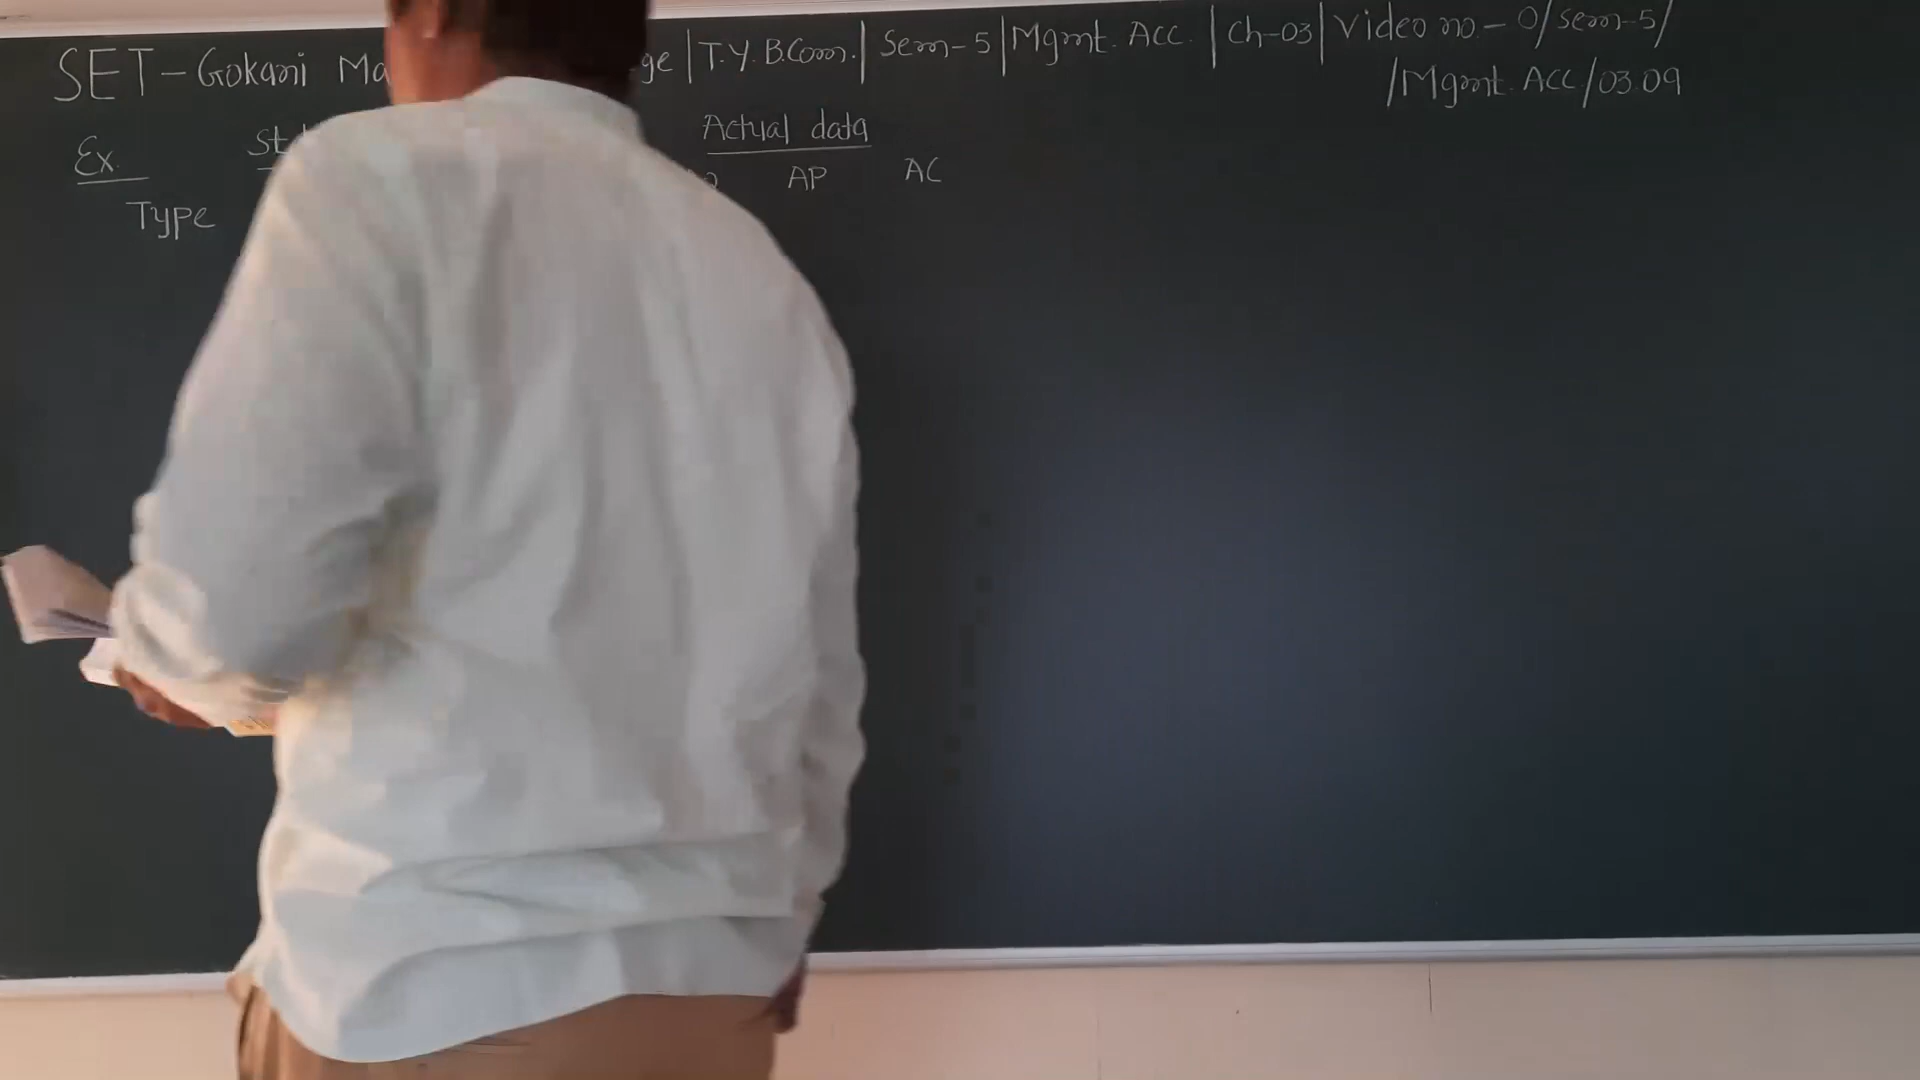 SET - Gokani Ma ge | T.Y. B.Com. | Sem-5 | Mgmt. Acc. | Ch-03 | Video no - 0/Sem-5/
/Mgmt. Acc/03.09
Ex. St Actual data
AP AC
Type